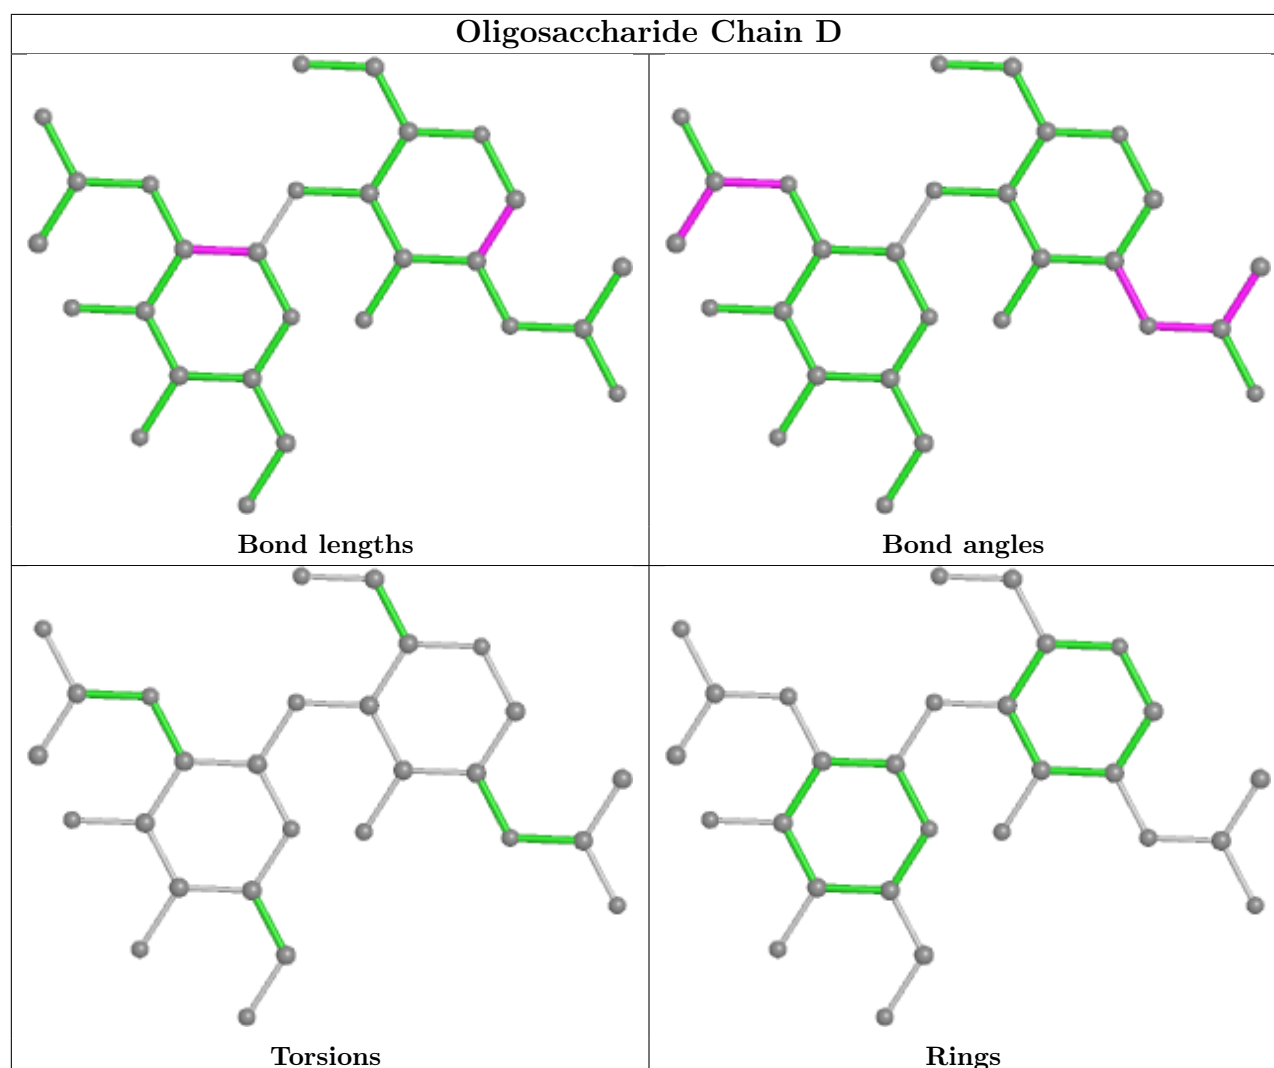 Oligosaccharide Chain D
Bond lengths
Bond angles
Torsions
Rings